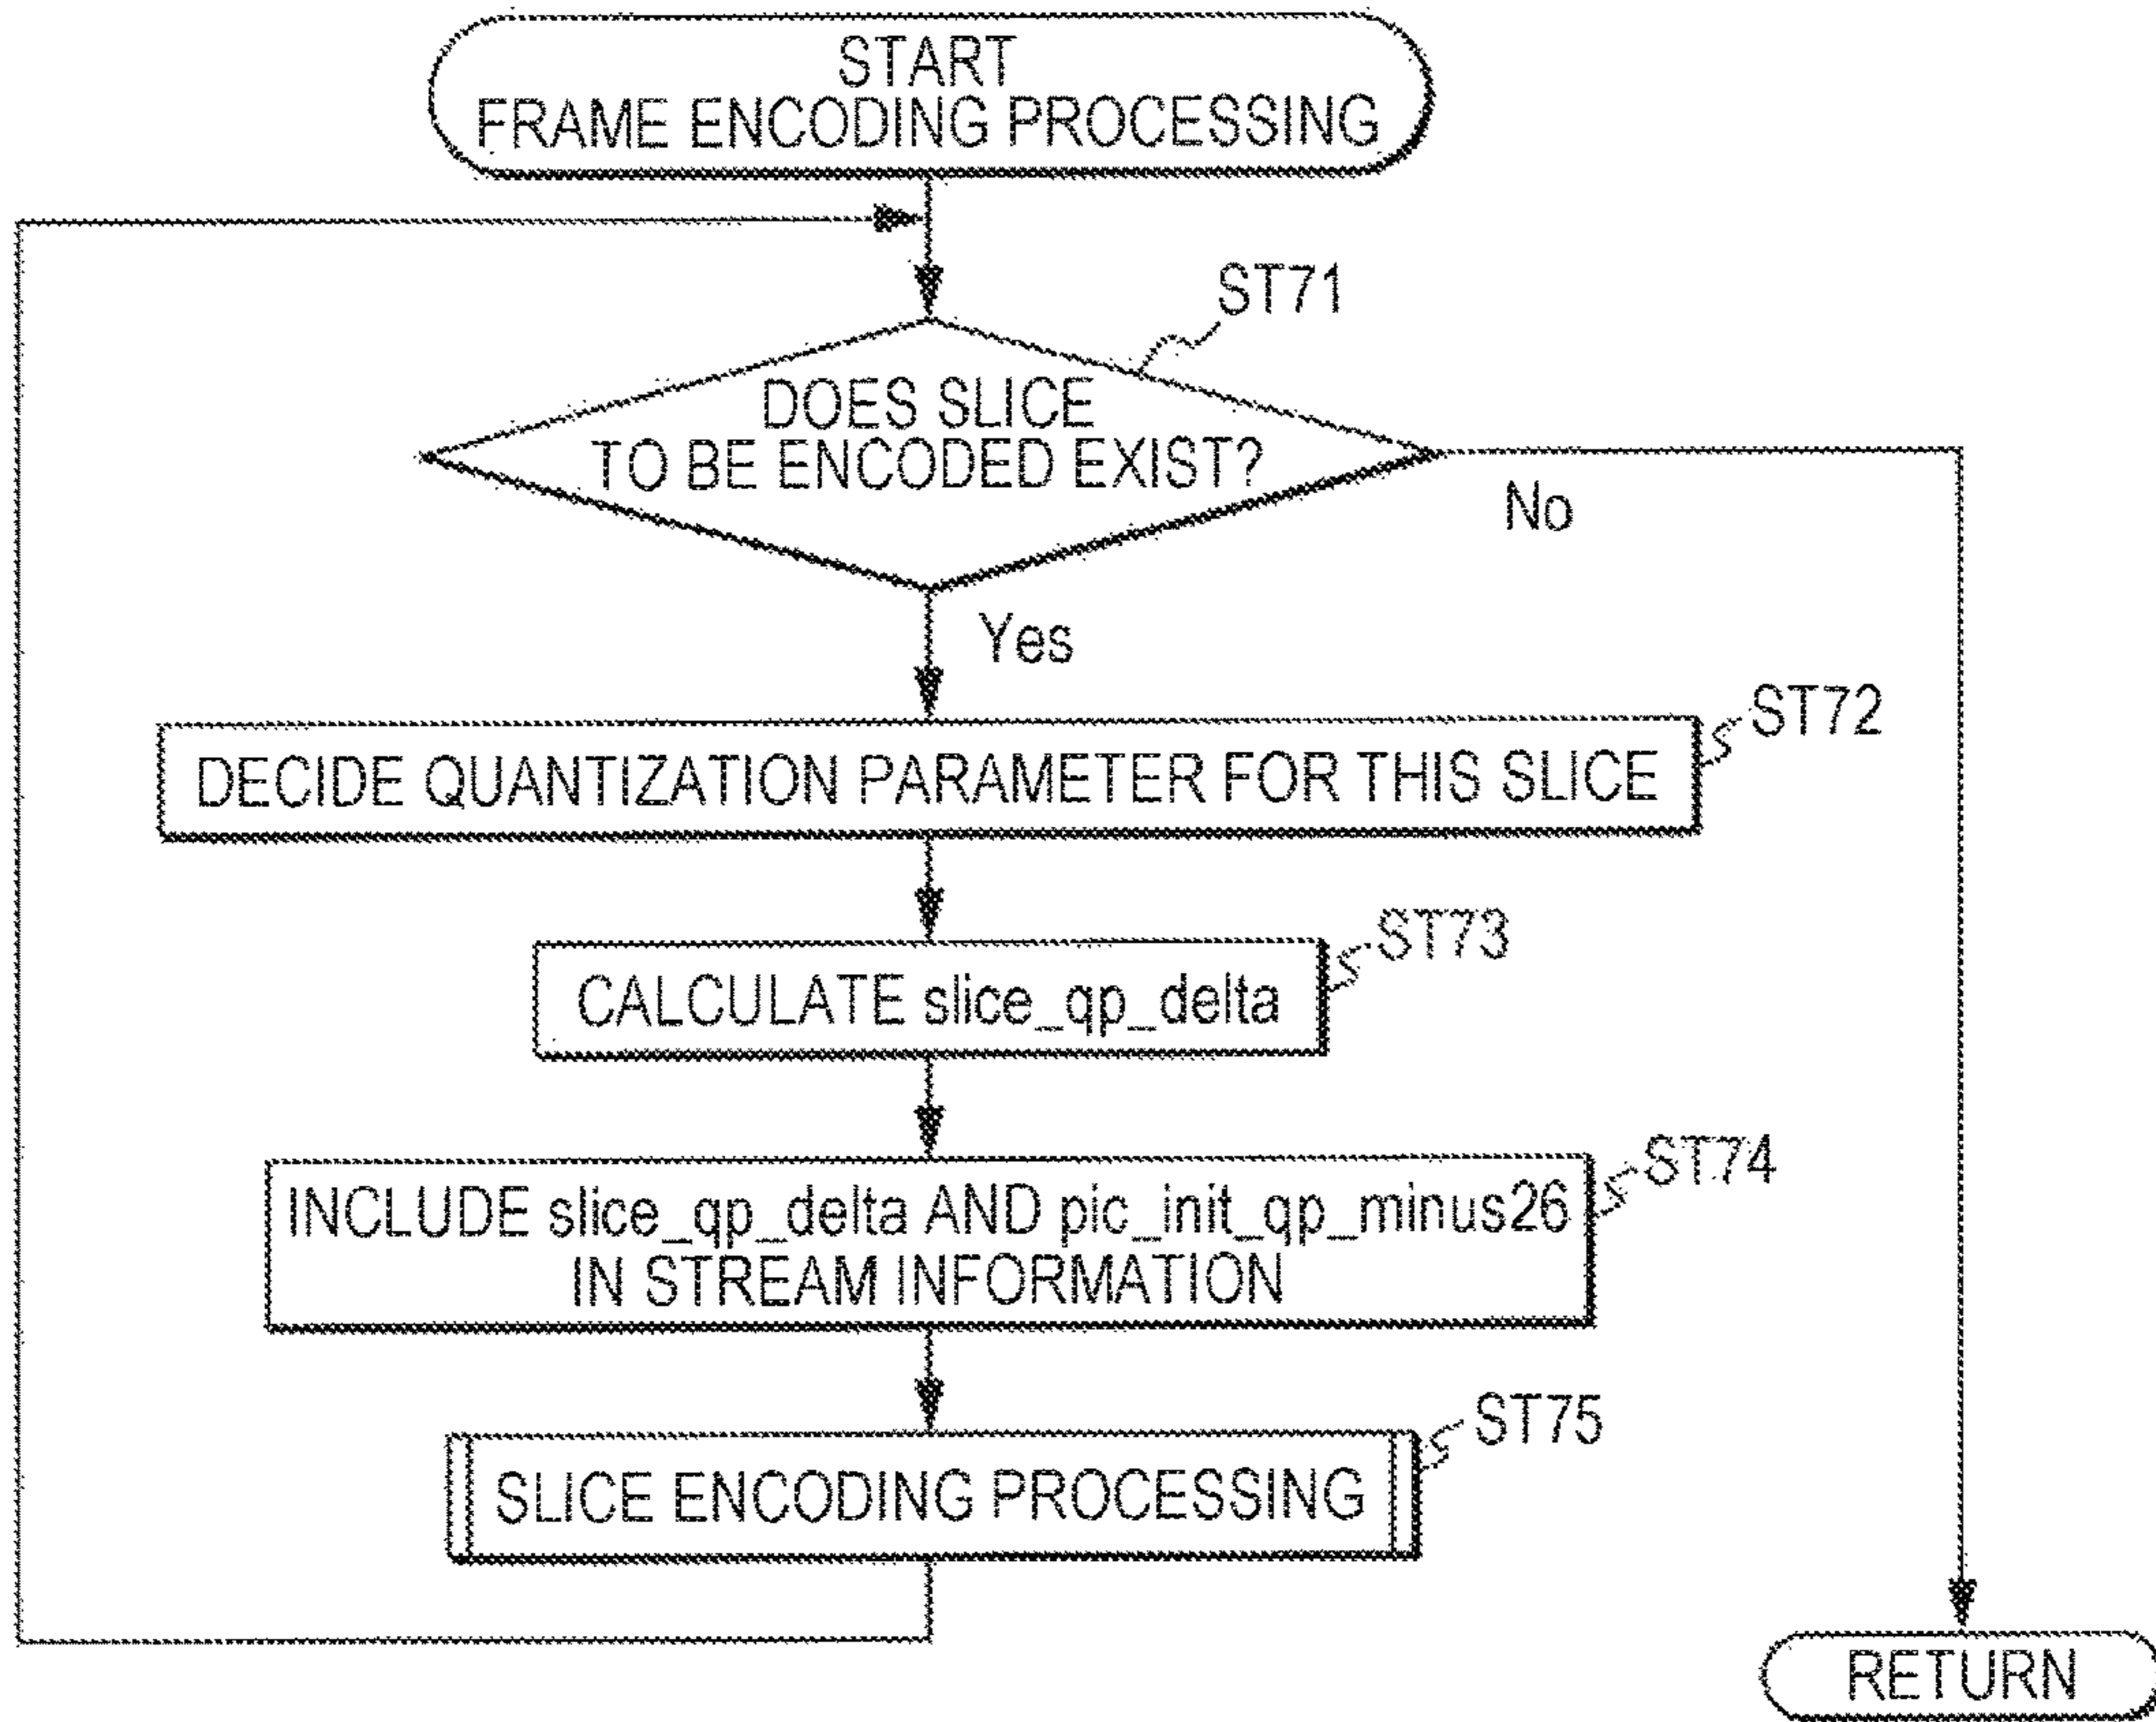 START
FRAME ENCODING PROCESSING
ST71
DOES SLICE
TO BE ENCODED EXIST?
No
Yes
ST72
DECIDE QUANTIZATION PARAMETER FOR THIS SLICE
ST73
CALCULATE slice_qp_delta
ST74
INCLUDE slice_qp_delta AND pic_init_qp_minus26
IN STREAM INFORMATION
ST75
SLICE ENCODING PROCESSING
RETURN